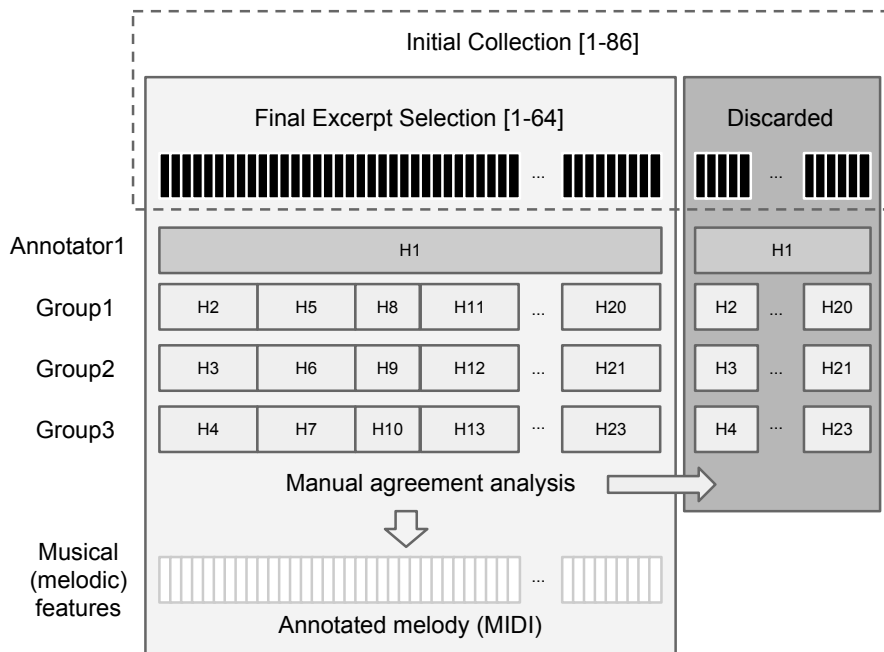 Initial Collection [1-86]
Final Excerpt Selection [1-64]
Discarded
... ...
Annotator1 H1 H1
Group1 H2 H5 H8 H11 ... H20 H2 ... H20
Group2 H3 H6 H9 H12 ... H21 H3 ... H21
Group3 H4 H7 H10 H13 ... H23 H4 ... H23
Manual agreement analysis
Musical
(melodic)
features
...
Annotated melody (MIDI)